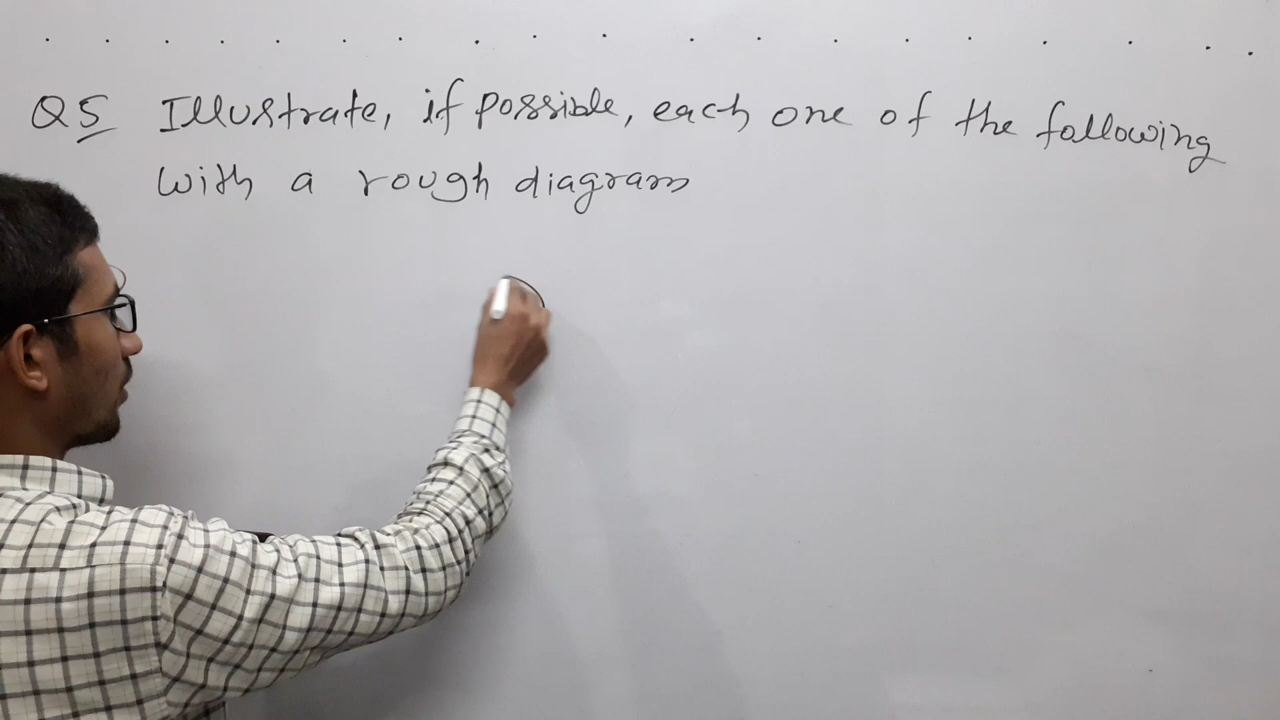 Q5 Illustrate, if possible, each one of the following
with a rough diagram